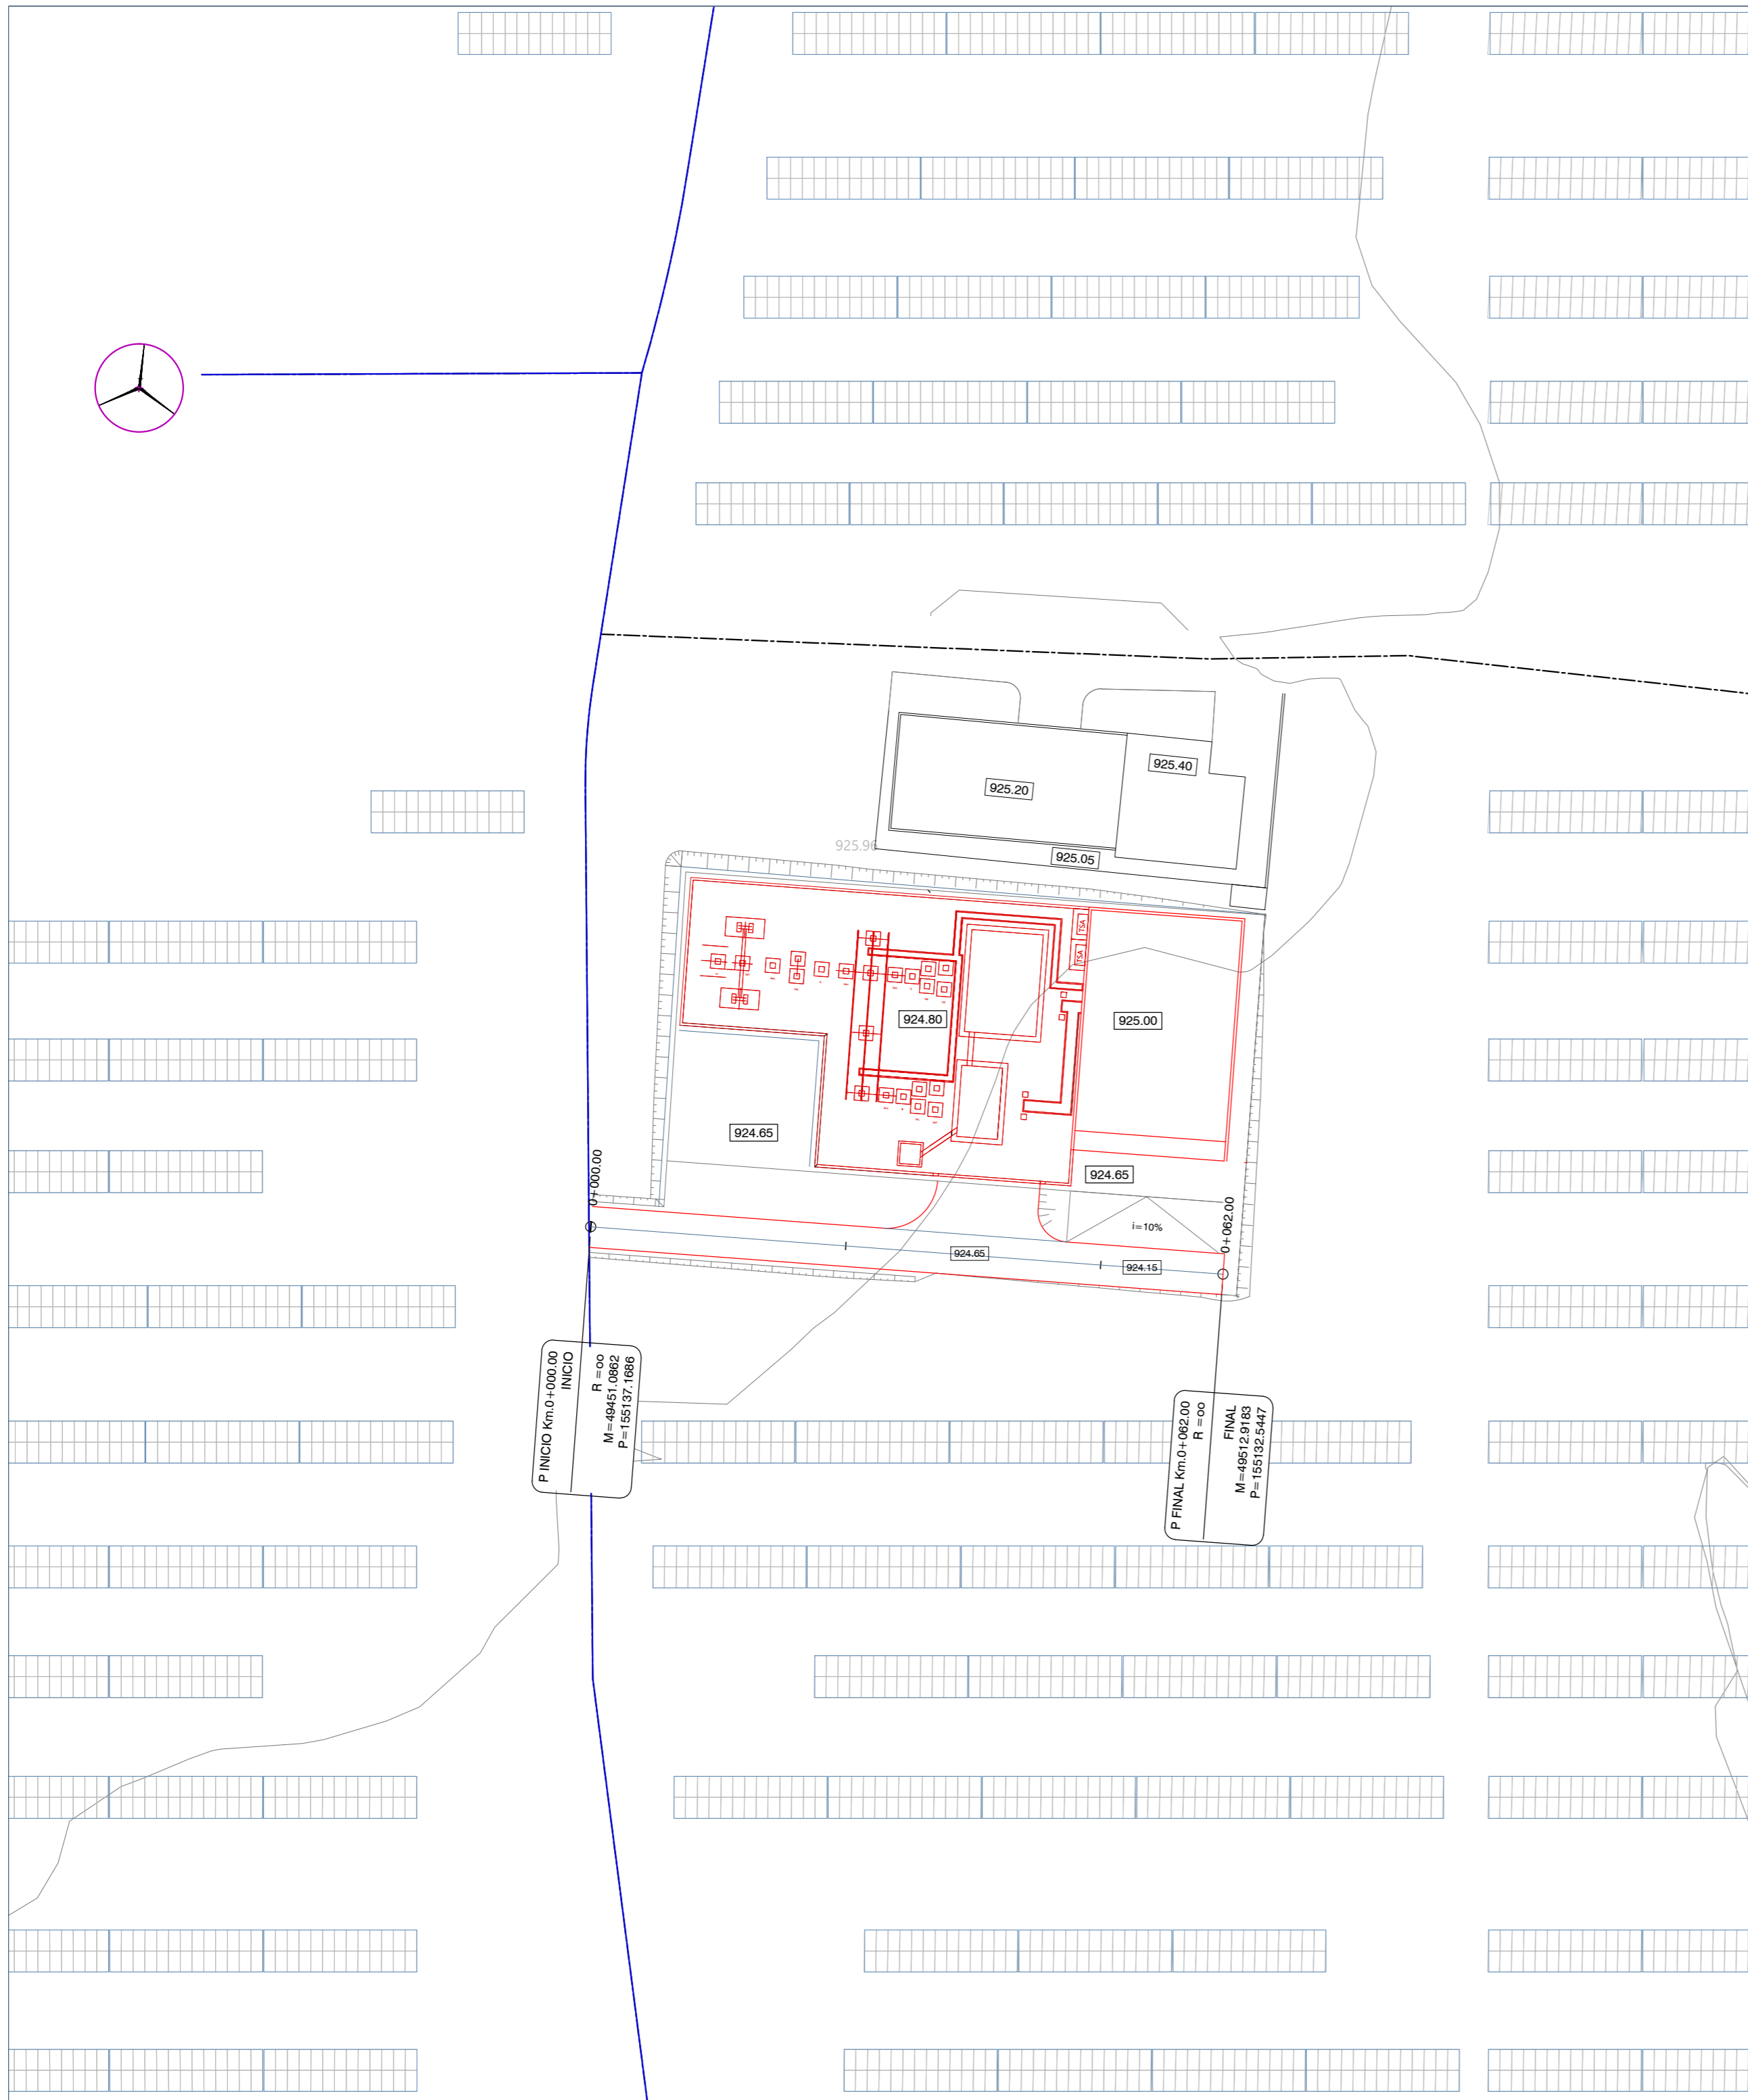 925.40
925.20
925.96
925.05
TSA
TSA
924.80
925.00
924.65
924.65
0+000.00
0+062.00
i=10%
924.65
924.15
P INICIO Km.0+000.00
INICIO
R =oo
M=49451.0862
P=155137.1686
P FINAL Km.0+062.00
R =oo
FINAL
M=49512.9183
P=155132.5447